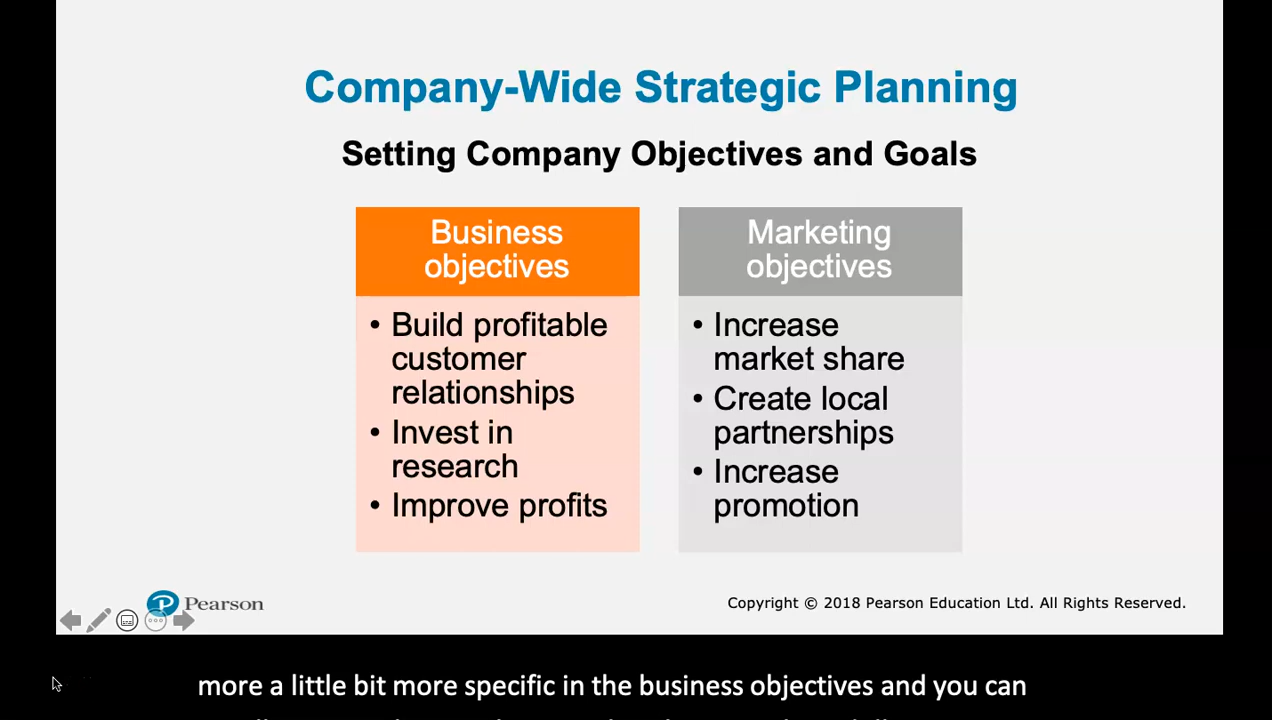 Company-Wide Strategic Planning
Setting Company Objectives and Goals
Business
objectives
• Build profitable
customer
relationships
• Invest in
research
• Improve profits
Marketing
objectives
• Increase
market share
• Create local
partnerships
• Increase
promotion
Pearson
Copyright © 2018 Pearson Education Ltd. All Rights Reserved.
more a little bit more specific in the business objectives and you can